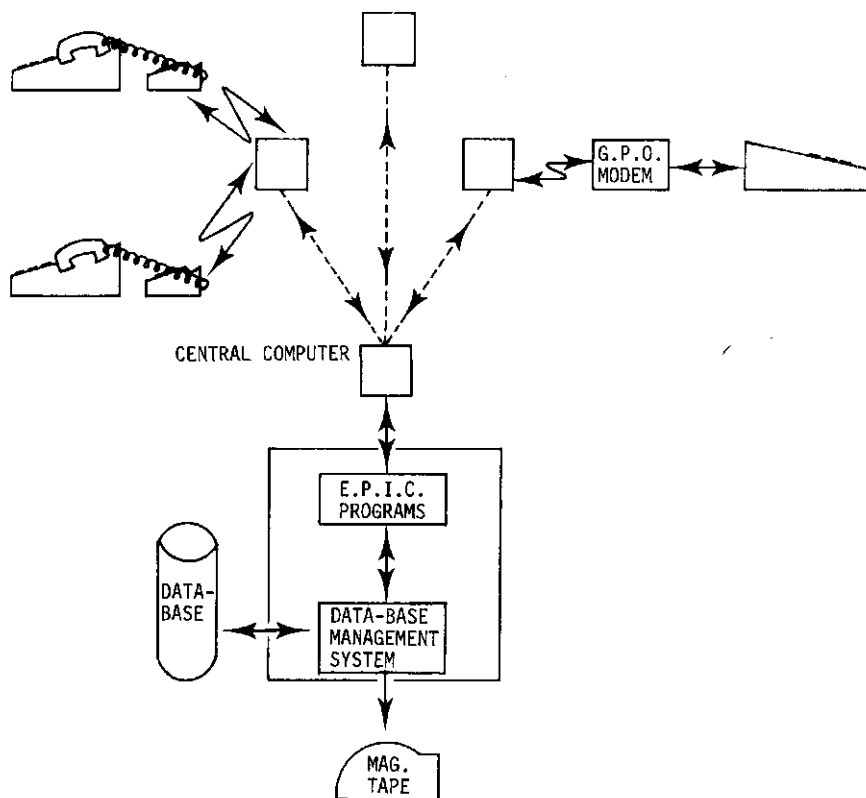 G.P.O.
MODEM
CENTRAL COMPUTER
E.P.I.C.
PROGRAMS
DATA-
BASE
DATA-BASE
MANAGEMENT
SYSTEM
MAG.
TAPE